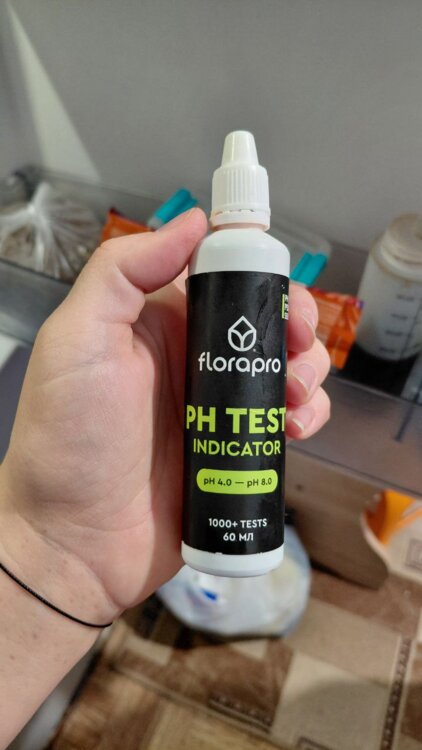 florapro
PH TEST
INDICATOR
pH 4.0 — pH 8.0
1000+ TESTS
60 МЛ